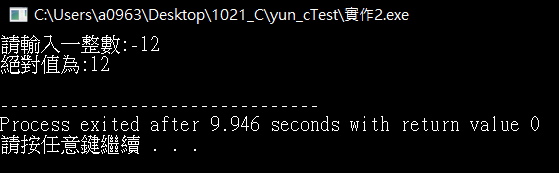 C:\Users\a0963\Desktop\1021_C\yun_cTest\實作2.exe
請輸入一整數:-12
絕對值為:12
--------------------------------
Process exited after 9.946 seconds with return value 0
請按任意鍵繼續 . . .